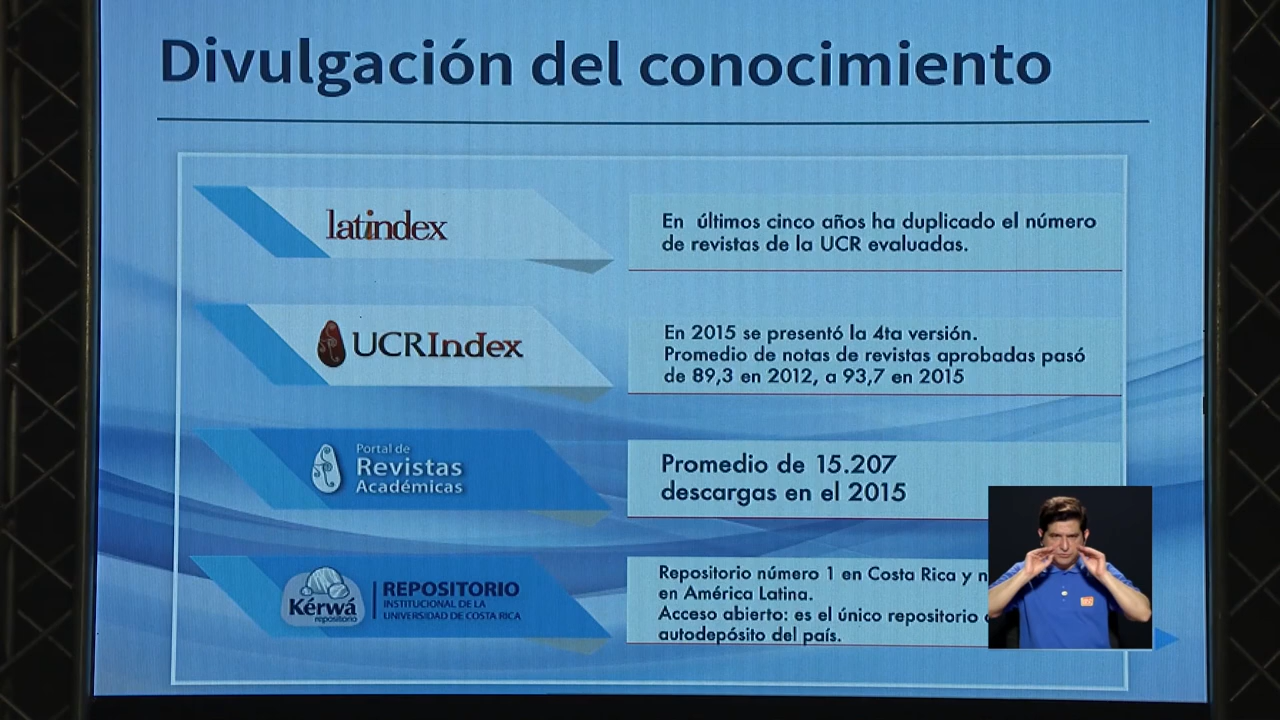 Divulgación del conocimiento
latindex
En últimos cinco años ha duplicado el número
de revistas de la UCR evaluadas.
UCRIndex
En 2015 se presentó la 4ta versión.
Promedio de notas de revistas aprobadas pasó
de 89,3 en 2012, a 93,7 en 2015
Portal de
Revistas
Académicas
Promedio de 15.207
descargas en el 2015
Kérwá
repositorio
REPOSITORIO
INSTITUCIONAL DE LA
UNIVERSIDAD DE COSTA RICA
Repositorio número 1 en Costa Rica y
en América Latina.
Acceso abierto: es el único repositorio
autodepósito del país.